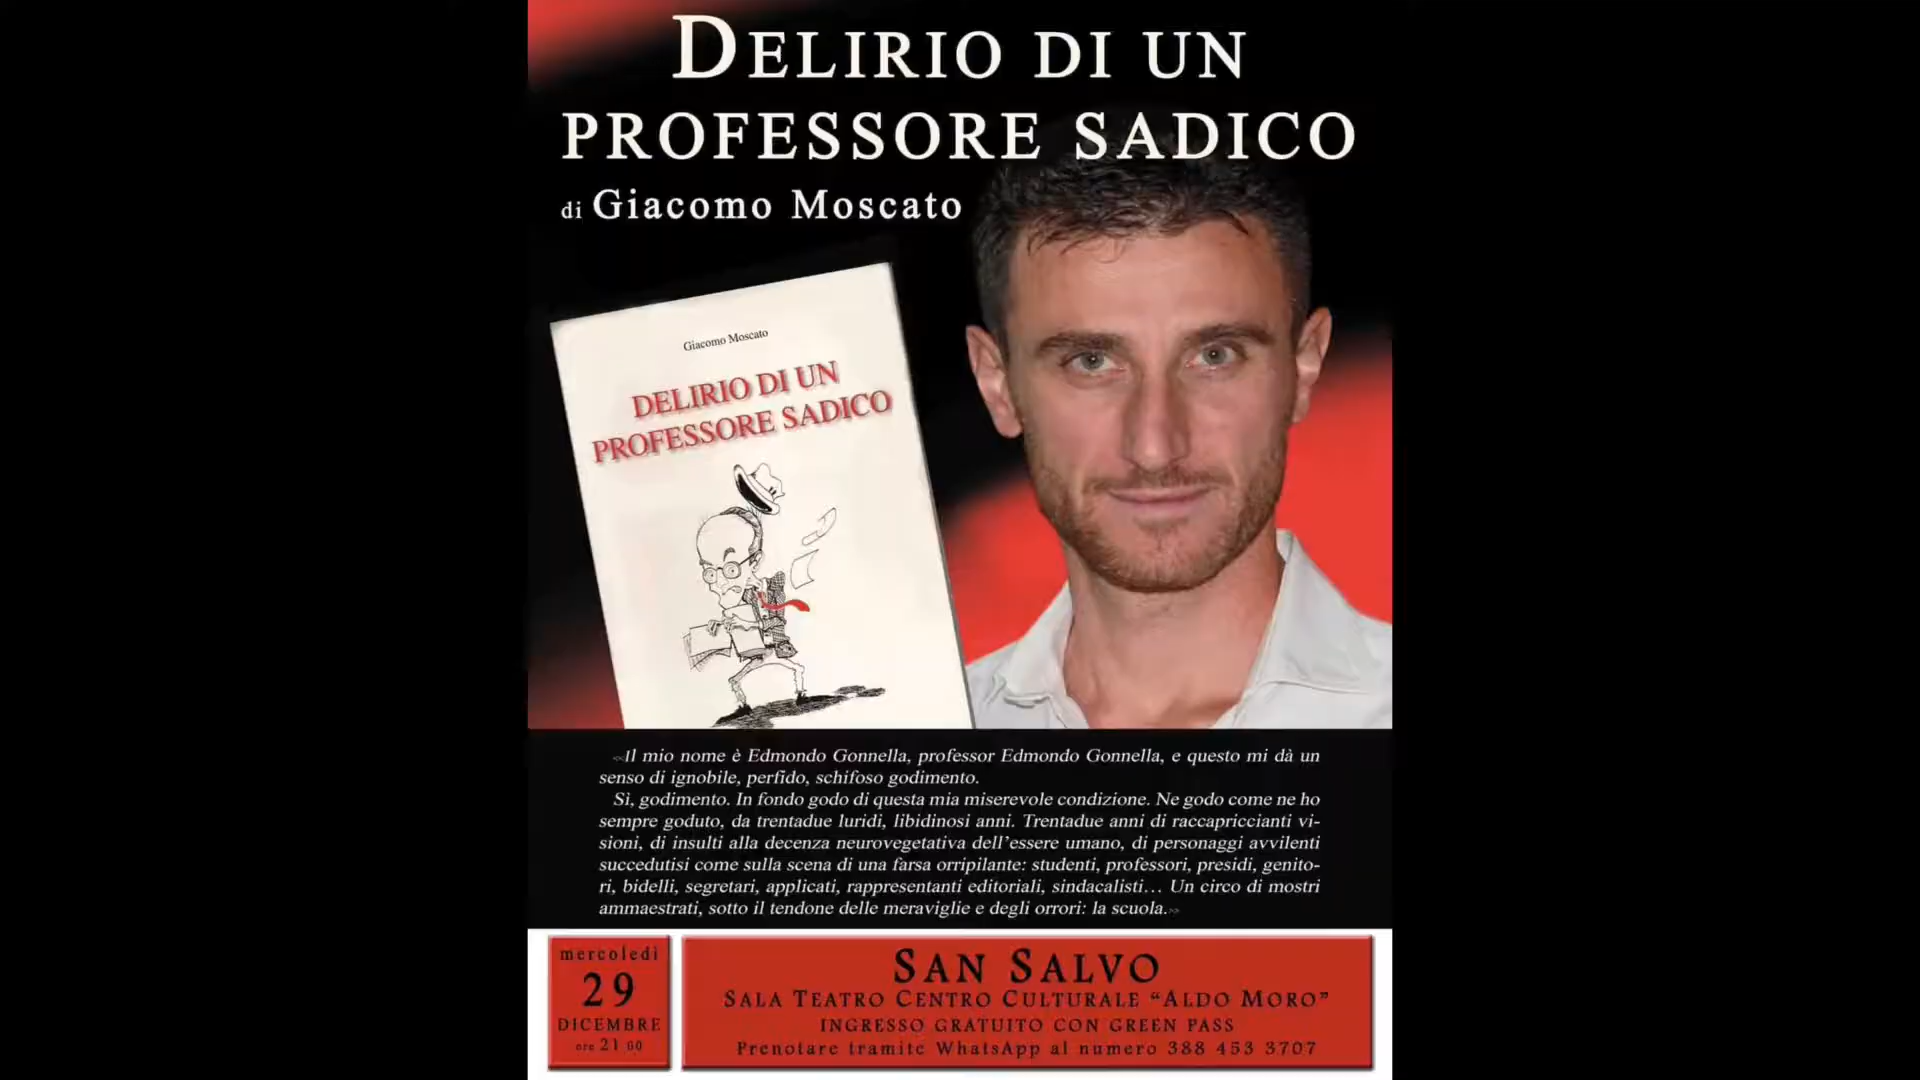 DELIRIO DI UN
PROFESSORE SADICO
di Giacomo Moscato
Giacomo Moscato
DELIRIO DI UN
PROFESSORE SADICO
«Il mio nome è Edmondo Gonnella, professor Edmondo Gonnella, e questo mi dà un
senso di ignobile, perfido, schifoso godimento.
Sì, godimento. In fondo godo di questa mia miserevole condizione. Ne godo come ne ho
sempre goduto, da trentadue luridi, libidinosi anni. Trentadue anni di raccapriccianti vi-
sioni, di insulti alla decenza neurovegetativa dell'essere umano, di personaggi avvilenti
succedutisi come sulla scena di una farsa orripilante: studenti, professori, presidi, genito-
ri, bidelli, segretari, applicati, rappresentanti editoriali, sindacalisti… Un circo di mostri
ammaestrati, sotto il tendone delle meraviglie e degli orrori: la scuola.»
mercoledì
29
DICEMBRE
ore 21 00
SAN SALVO
SALA TEATRO CENTRO CULTURALE “ALDO MORO”
INGRESSO GRATUITO CON GREEN PASS
Prenotare tramite WhatsApp al numero 388 453 3707